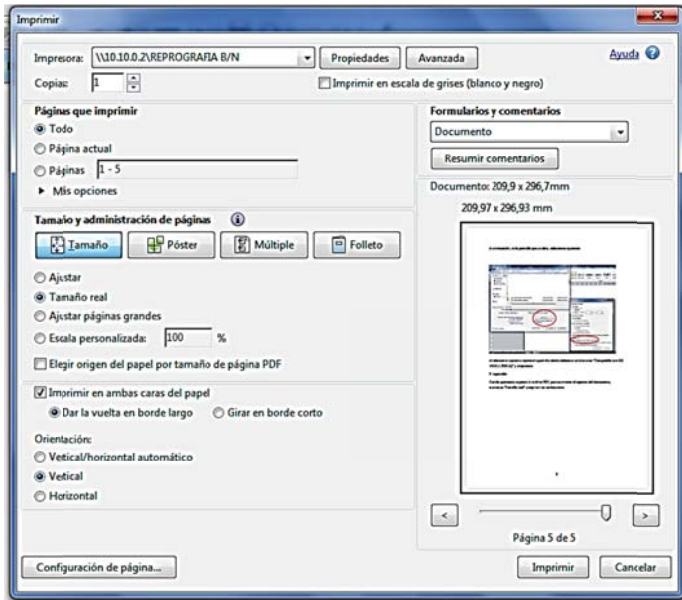 Imprimir
Impresora: \\10.10.0.2\REPROGRAFIA B/N Propiedades Avanzada Ayuda
Copias: 1 Imprimir en escala de grises (blanco y negro)
Páginas que imprimir
Todo
Página actual
Páginas 1 - 5
Más opciones
Formularios y comentarios
Documento
Resumir comentarios
Tamaño y administración de páginas
Tamaño Póster Múltiple Folleto
Ajustar
Tamaño real
Ajustar páginas grandes
Escala personalizada: 100 %
Elegir origen del papel por tamaño de página PDF
Imprimir en ambas caras del papel
Dar la vuelta en borde largo Girar en borde corto
Orientación:
Vertical/horizontal automático
Vertical
Horizontal
Documento: 209,9 x 296,7mm
209,97 x 296,93 mm
< >
Página 5 de 5
Configuración de página... Imprimir Cancelar